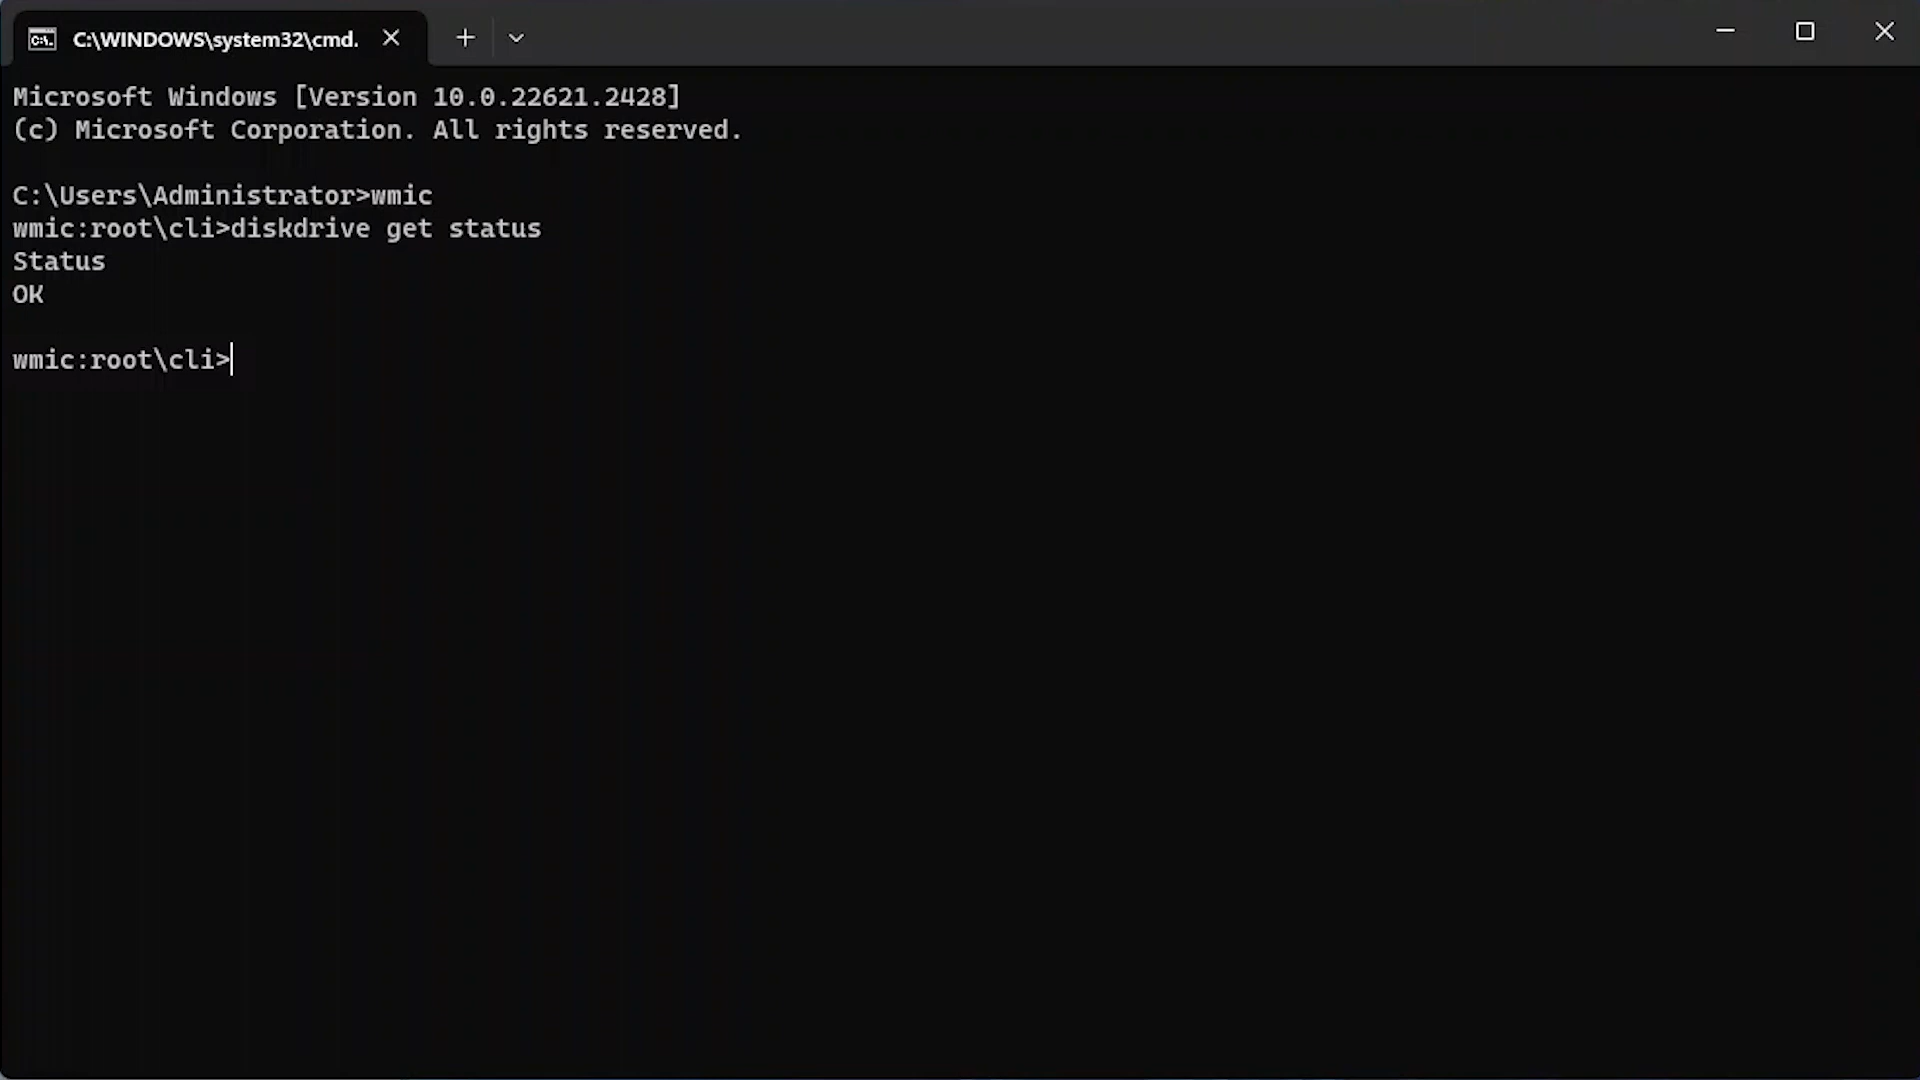 C:\WINDOWS\system32\cmd.
Microsoft Windows [Version 10.0.22621.2428]
(c) Microsoft Corporation. All rights reserved.
C:\Users\Administrator>wmic
wmic:root\cli>diskdrive get status
Status
OK
wmic:root\cli>